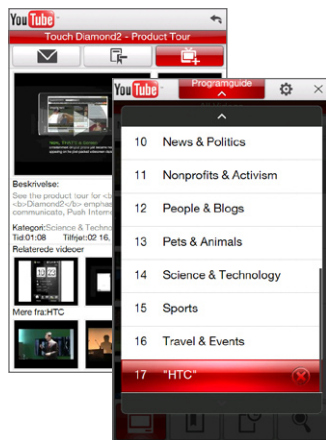 YouTube
Touch Diamond2 - Product Tour
Beskrivelse:
See the product tour for <b
<b>Diamond2</b> emphas
communicate, Push Intern
Kategori:Science & Techno
Tid:01:08 Tilføjet:02 16,
Relaterede videoer
Mere fra:HTC
YouTube
Programguide
10 News & Politics
11 Nonprofits & Activism
12 People & Blogs
13 Pets & Animals
14 Science & Technology
15 Sports
16 Travel & Events
17 "HTC"